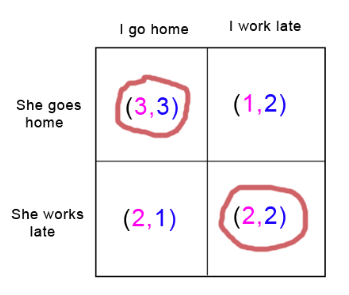 I go home
I work late
She goes
home
(3,3)
(1,2)
She works
late
(2,1)
(2,2)